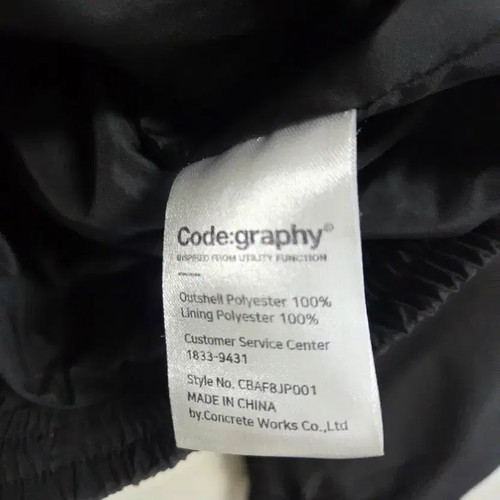 Code:graphy®
INSPIRED FROM UTILITY FUNCTION
Outshell Polyester 100%
Lining Polyester 100%
Customer Service Center
1833-9431
Style No. CBAF8JP001
MADE IN CHINA
by.Concrete Works Co.,Ltd